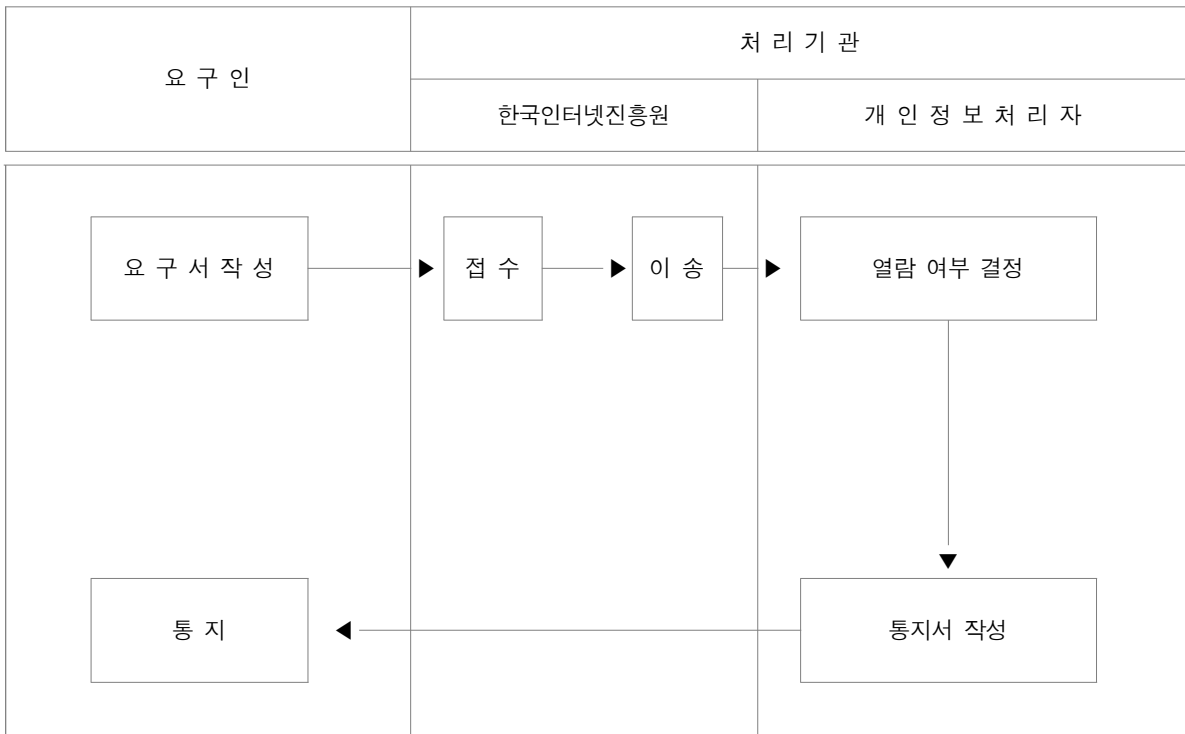 처 리 기 관
요 구 인
한국인터넷진흥원
개 인 정 보 처 리 자
요 구 서 작 성
접 수
이 송
열람 여부 결정
통 지
통지서 작성